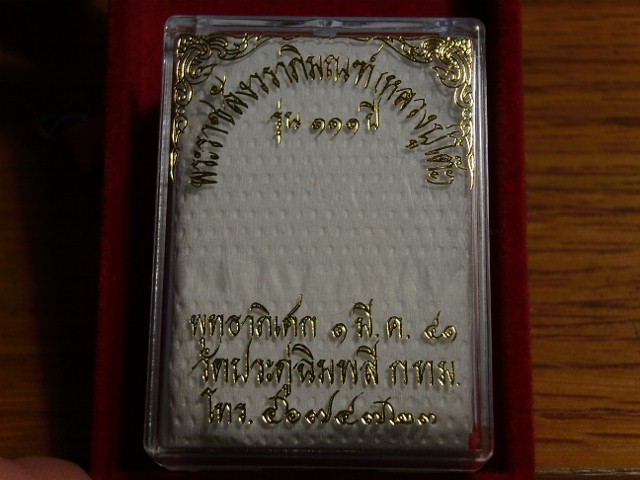 พระราชสังวราภิมณฑ์ (หลวงปู่โต๊ะ)
รุ่น ๑๑๑ ปี
พุทธาภิเศก ๑ มี.ค. ๔๑
วัดประดู่ฉิมพลี กทม.
โทร.